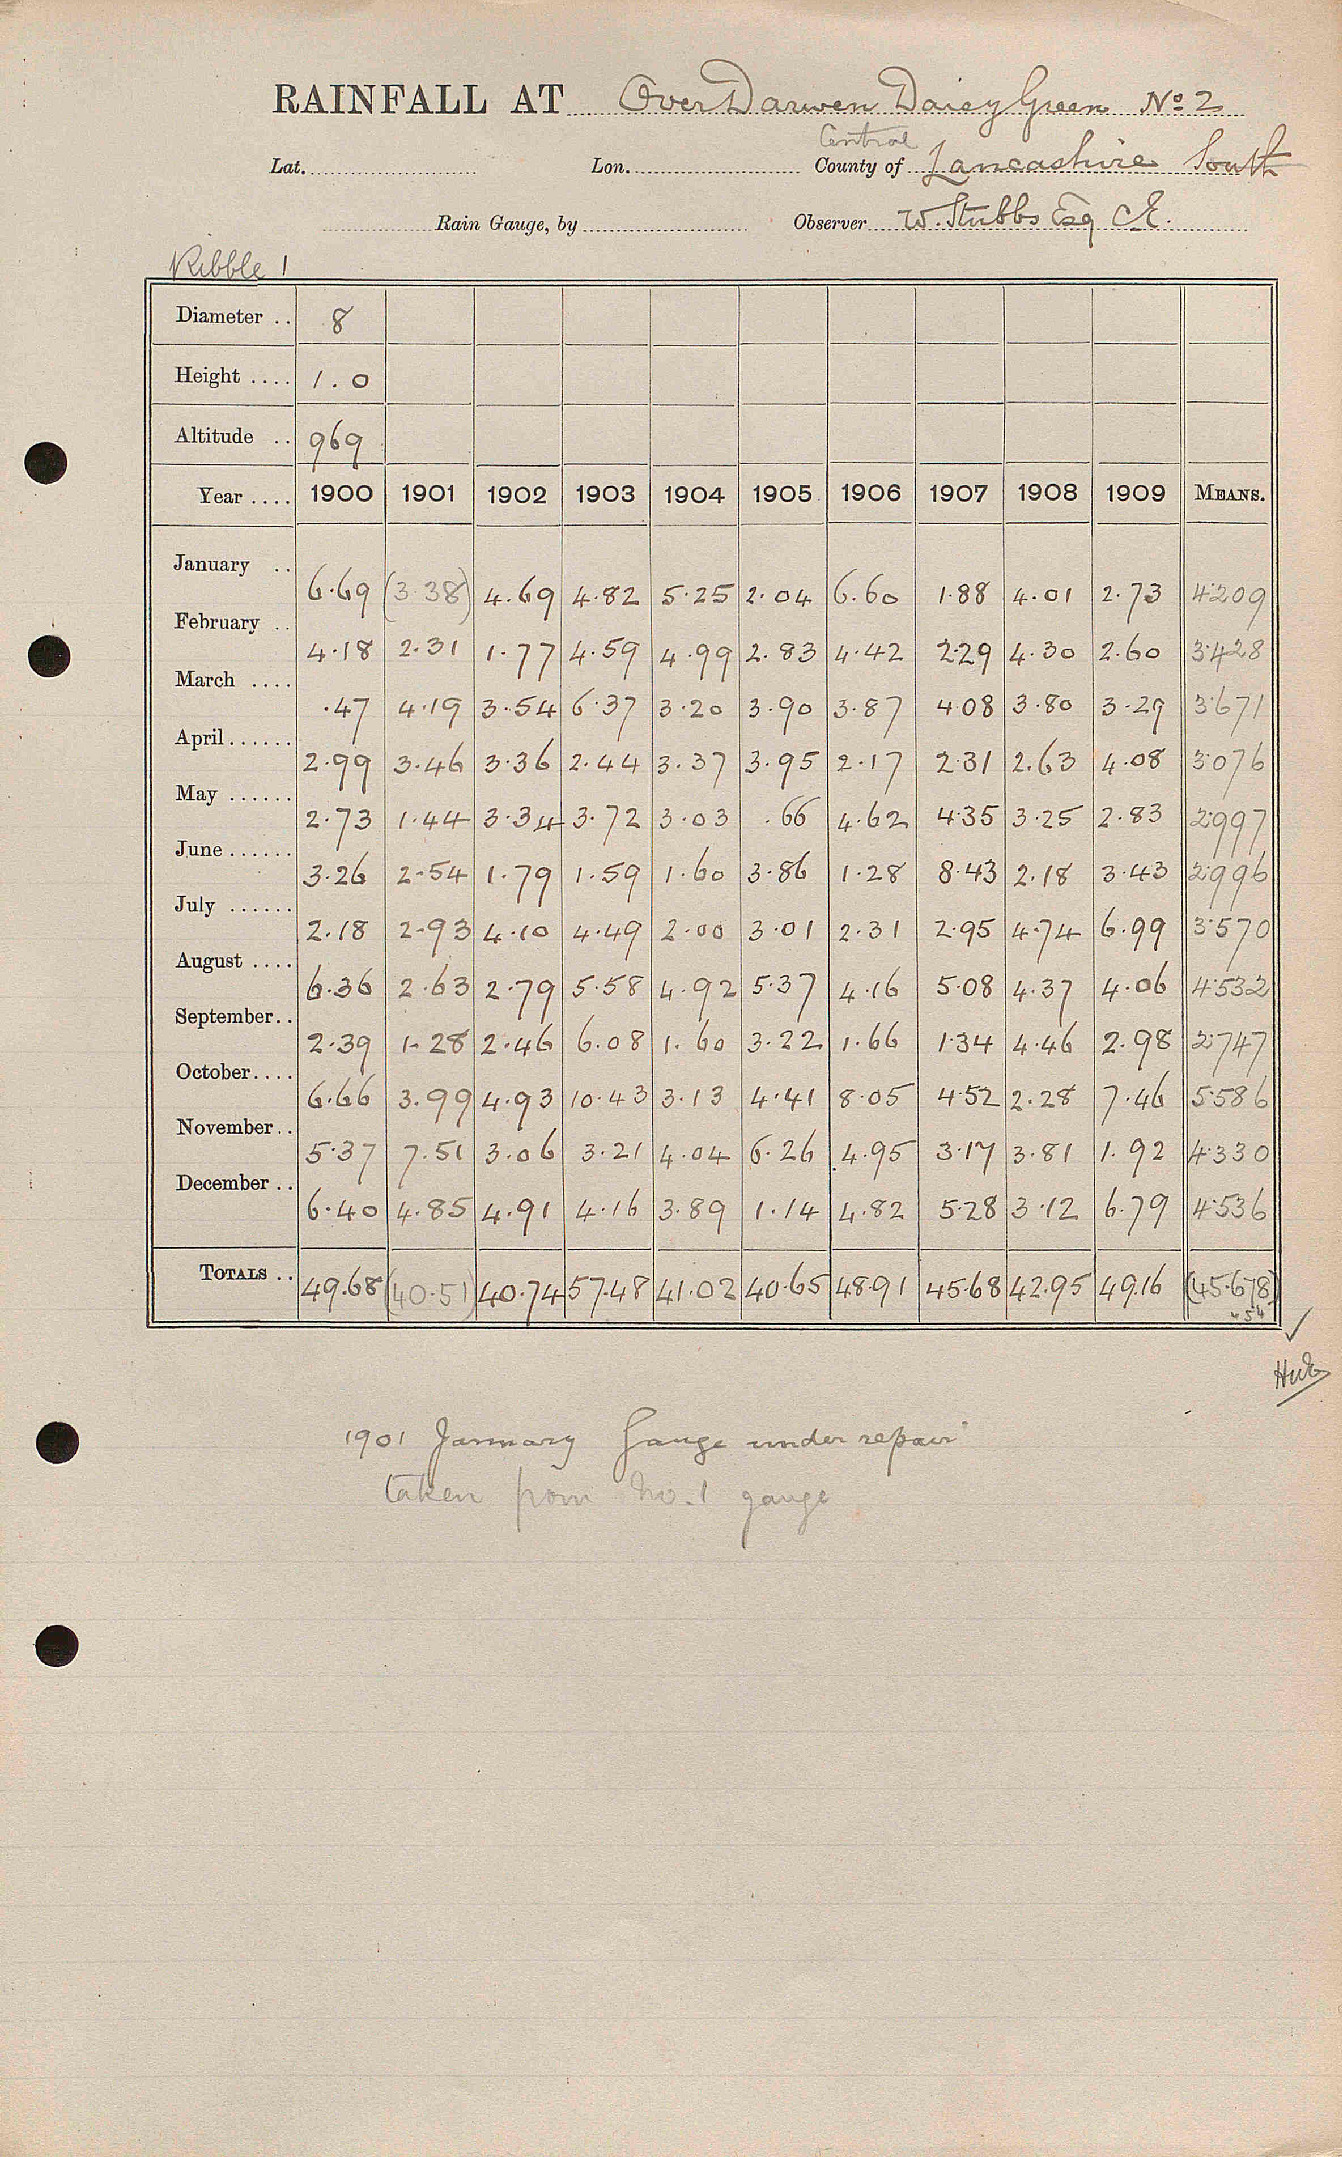 RAINFALL AT Over Darwen Daisy Green No 2
Central
Lat. Lon. County of Lancashire South
Rain Gauge, by Observer W. Stubbs Esq C.E.
Ribble 1
Diameter .. 8
Height .... 1.0
Altitude .. 969
Year .... 1900 1901 1902 1903 1904 1905 1906 1907 1908 1909 MEANS.
January .. 6.69 (3.38) 4.69 4.82 5.25 2.04 6.60 1.88 4.01 2.73 4.209
February .. 4.18 2.31 1.77 4.59 4.99 2.83 4.42 2.29 4.30 2.60 3.428
March .... .47 4.19 3.54 6.37 3.20 3.90 3.87 4.08 3.80 3.29 3.671
April ...... 2.99 3.46 3.36 2.44 3.37 3.95 2.17 2.31 2.63 4.08 3.076
May ...... 2.73 1.44 3.34 3.72 3.03 .66 4.62 4.35 3.25 2.83 2.997
June ...... 3.26 2.54 1.79 1.59 1.60 3.86 1.28 8.43 2.18 3.43 2.996
July ...... 2.18 2.93 4.10 4.49 2.00 3.01 2.31 2.95 4.74 6.99 3.570
August .... 6.36 2.63 2.79 5.58 4.92 5.37 4.16 5.08 4.37 4.06 4.532
September.. 2.39 1.28 2.46 6.08 1.60 3.22 1.66 1.34 4.46 2.98 2.747
October.... 6.66 3.99 4.93 10.43 3.13 4.41 8.05 4.52 2.28 7.46 5.586
November.. 5.37 7.51 3.06 3.21 4.04 6.26 4.95 3.17 3.81 1.92 4.330
December .. 6.40 4.85 4.91 4.16 3.89 1.14 4.82 5.28 3.12 6.79 4.536
TOTALS .. 49.68 (40.51) 40.74 57.48 41.02 40.65 48.91 45.68 42.95 49.16 (45.678)
1901 January Gauge under repair
taken from No. 1 gauge